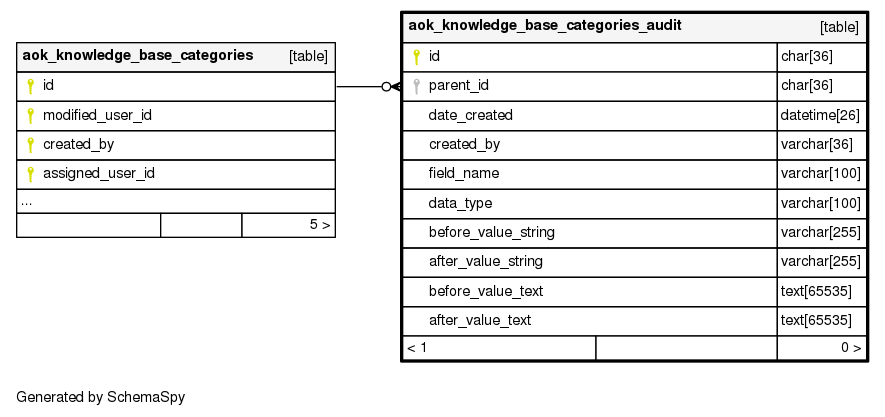 aok_knowledge_base_categories [table]
id
modified_user_id
created_by
assigned_user_id
...
5 >
aok_knowledge_base_categories_audit [table]
id char[36]
parent_id char[36]
date_created datetime[26]
created_by varchar[36]
field_name varchar[100]
data_type varchar[100]
before_value_string varchar[255]
after_value_string varchar[255]
before_value_text text[65535]
after_value_text text[65535]
< 1 0 >
Generated by SchemaSpy